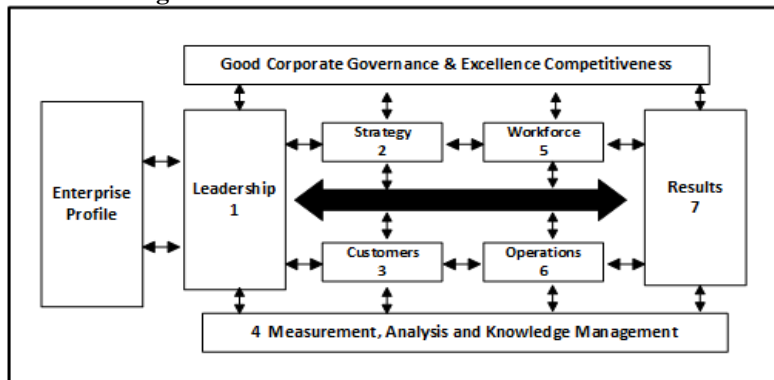 Good Corporate Governance & Excellence Competitiveness
Enterprise
Profile
Leadership
1
Strategy
2
Workforce
5
Results
7
Customers
3
Operations
6
4 Measurement, Analysis and Knowledge Management